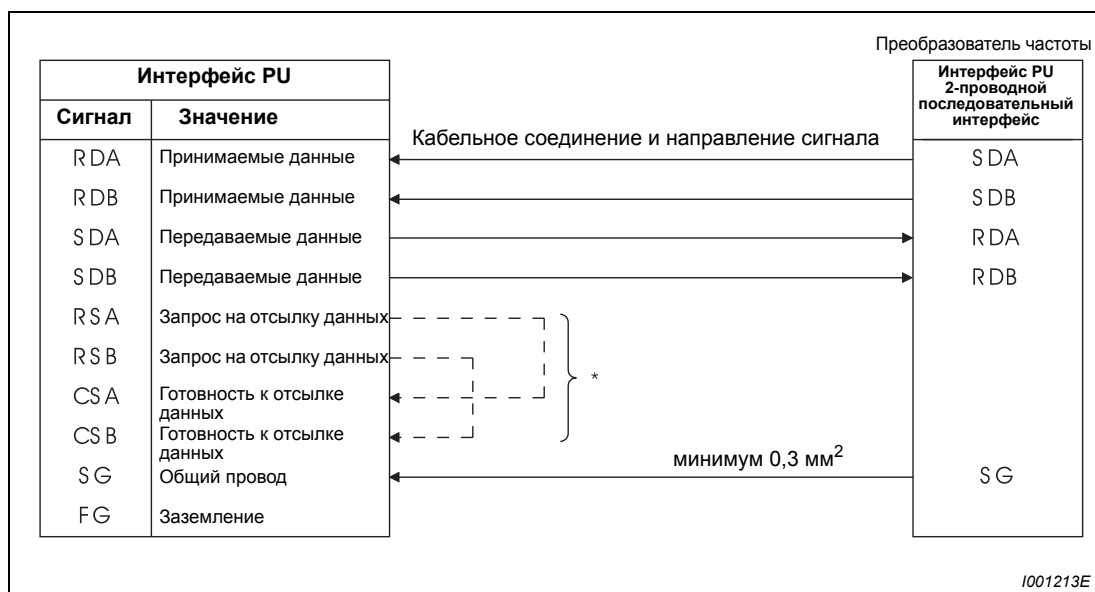 Преобразователь частоты
Интерфейс PU
Сигнал Значение
Интерфейс PU
2-проводной
последовательный
интерфейс
Кабельное соединение и направление сигнала
RDA Принимаемые данные SDA
RDB Принимаемые данные SDB
SDA Передаваемые данные RDA
SDB Передаваемые данные RDB
RSA Запрос на отсылку данных
RSB Запрос на отсылку данных
*
CSA Готовность к отсылке
данных
CSB Готовность к отсылке
данных
минимум 0,3 мм²
SG Общий провод SG
FG Заземление
I001213E